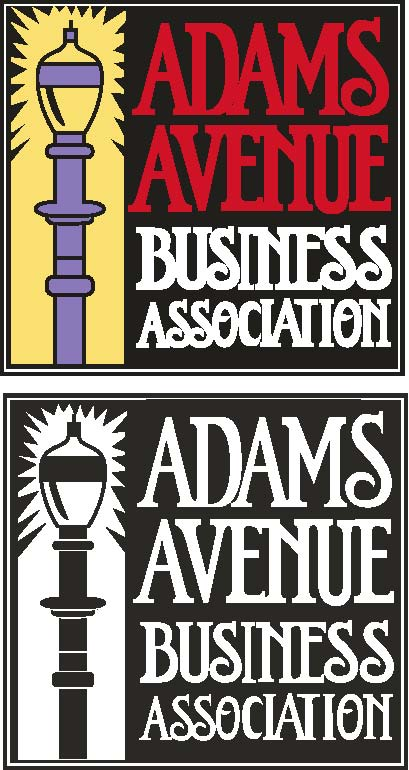 ADAMS
AVENUE
BUSINESS
ASSOCIATION
ADAMS
AVENUE
BUSINESS
ASSOCIATION